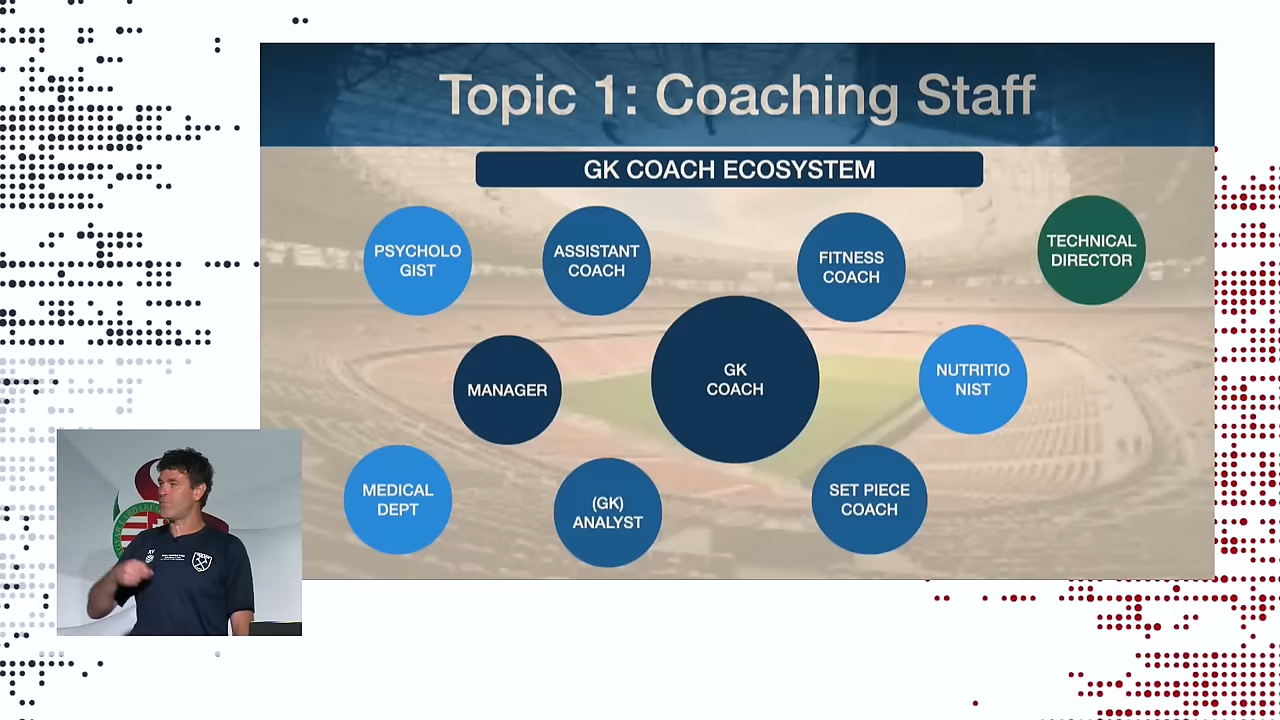 Topic 1: Coaching Staff
GK COACH ECOSYSTEM
PSYCHOLO
GIST
ASSISTANT
COACH
FITNESS
COACH
TECHNICAL
DIRECTOR
MANAGER
GK
COACH
NUTRITIO
NIST
MEDICAL
DEPT
(GK)
ANALYST
SET PIECE
COACH